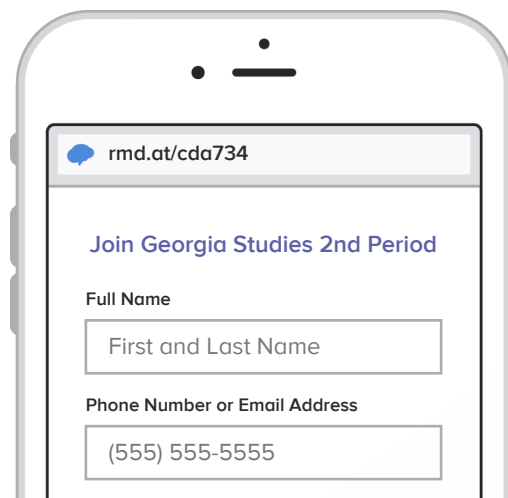 rmd.at/cda734
Join Georgia Studies 2nd Period
Full Name
First and Last Name
Phone Number or Email Address
(555) 555-5555